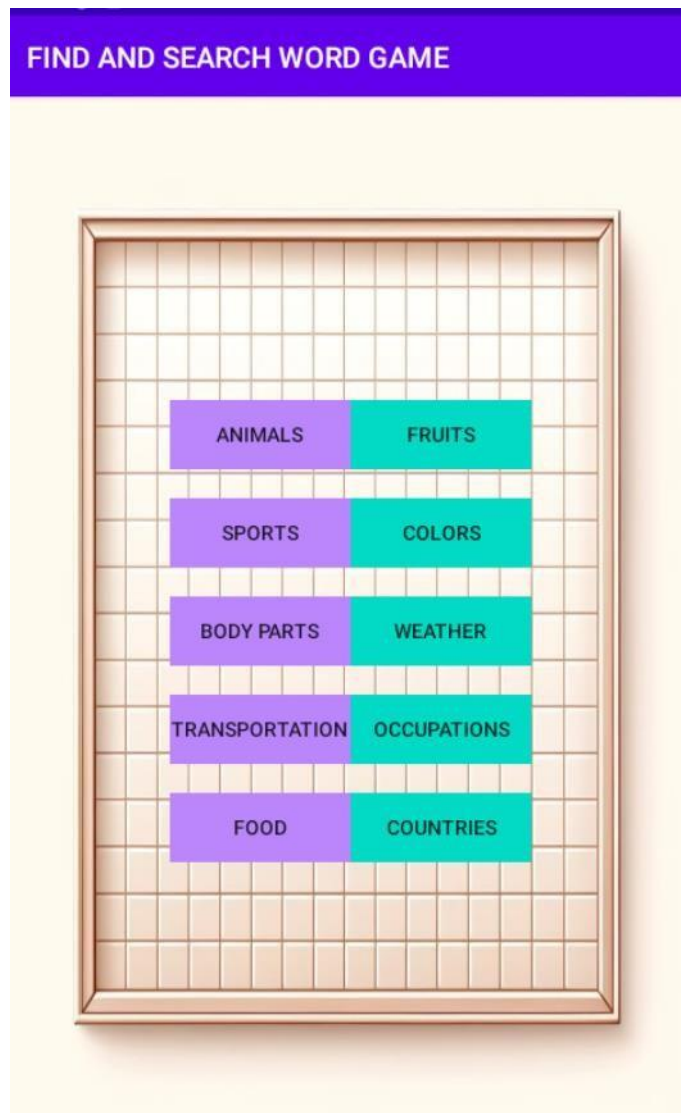 FIND AND SEARCH WORD GAME
ANIMALS FRUITS
SPORTS COLORS
BODY PARTS WEATHER
TRANSPORTATION OCCUPATIONS
FOOD COUNTRIES